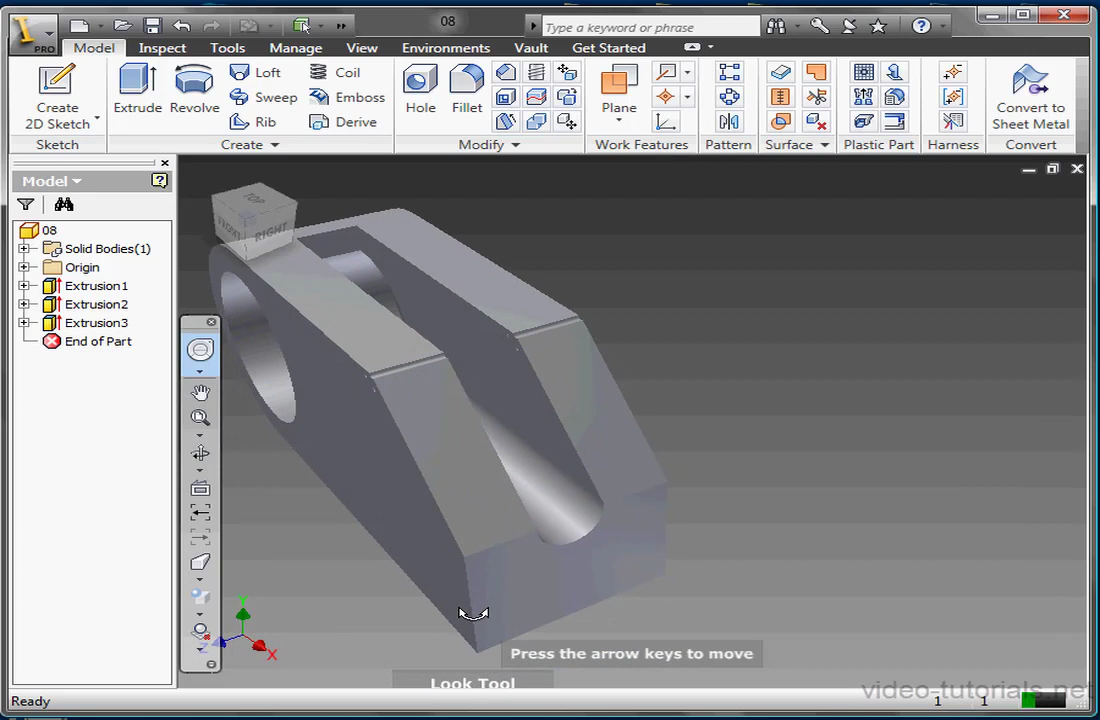 PRO
08
Type a keyword or phrase
Model
Inspect
Tools
Manage
View
Environments
Vault
Get Started
Create
2D Sketch
Extrude
Revolve
Loft
Sweep
Rib
Coil
Emboss
Derive
Hole
Fillet
Plane
Convert to
Sheet Metal
Sketch
Create
Modify
Work Features
Pattern
Surface
Plastic Part
Harness
Convert
Model
08
Solid Bodies(1)
Origin
Extrusion1
Extrusion2
Extrusion3
End of Part
TOP
FRONT
RIGHT
Y
Z
X
Press the arrow keys to move
Look Tool
video-tutorials.net
Ready
1
1